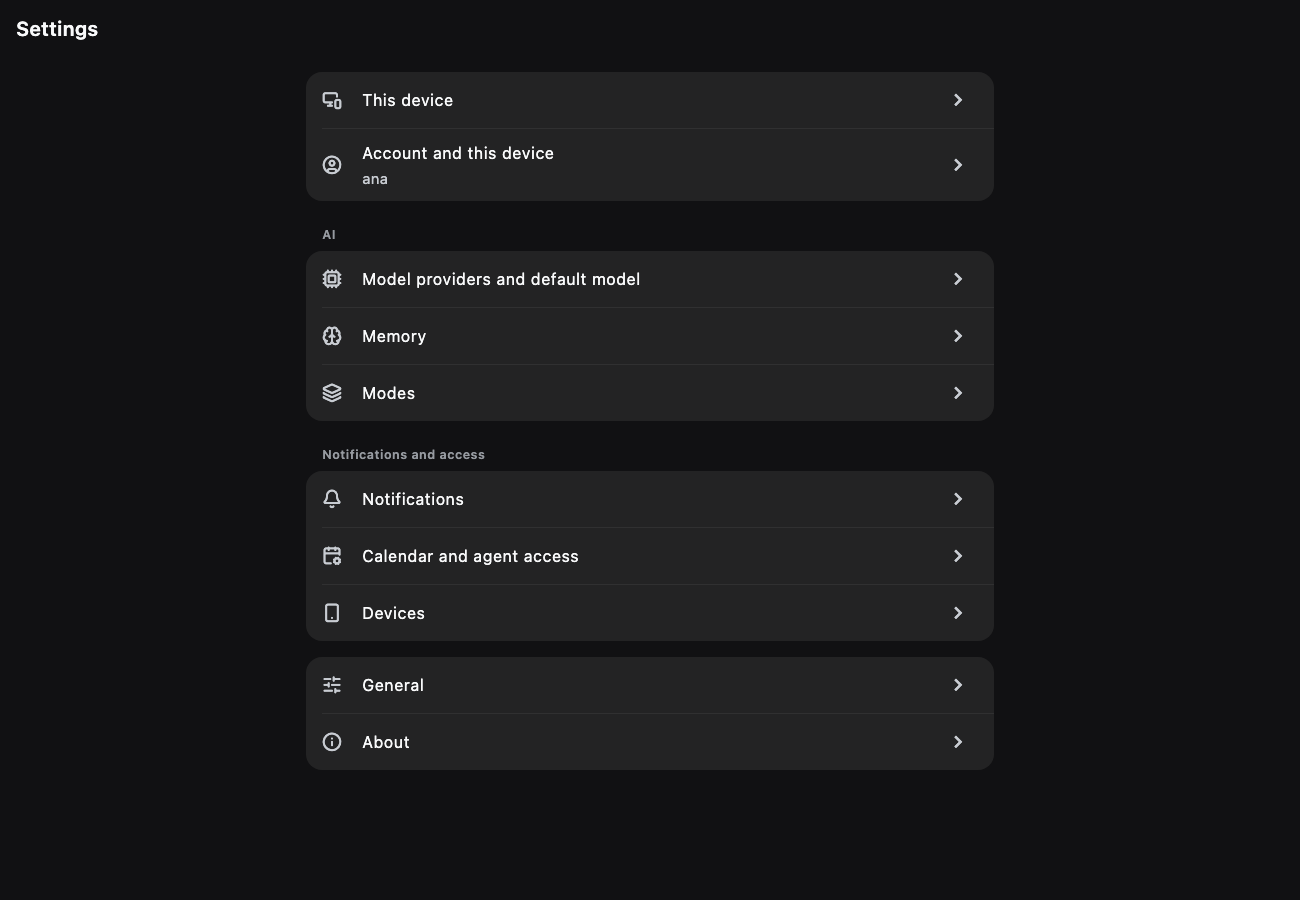 Settings
This device
Account and this device
ana
AI
Model providers and default model
Memory
Modes
Notifications and access
Notifications
Calendar and agent access
Devices
General
About